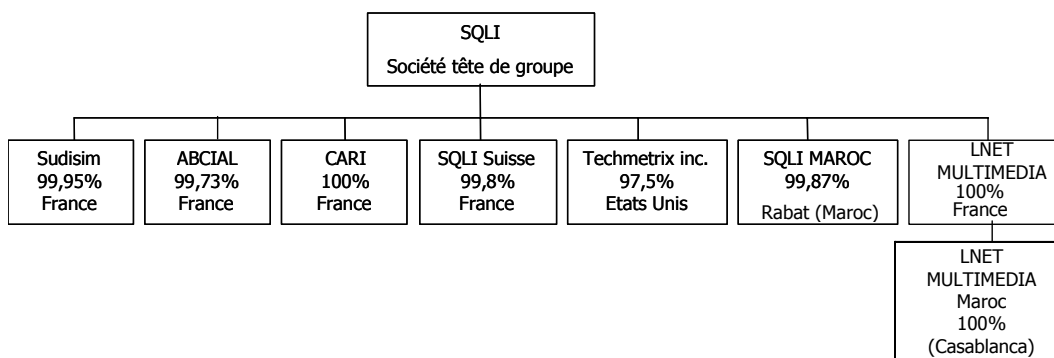 SQLI
Société tête de groupe
Sudisim
99,95%
France
ABCIAL
99,73%
France
CARI
100%
France
SQLI Suisse
99,8%
France
Techmetrix inc.
97,5%
Etats Unis
SQLI MAROC
99,87%
Rabat (Maroc)
LNET
MULTIMEDIA
100%
France
LNET
MULTIMEDIA
Maroc
100%
(Casablanca)